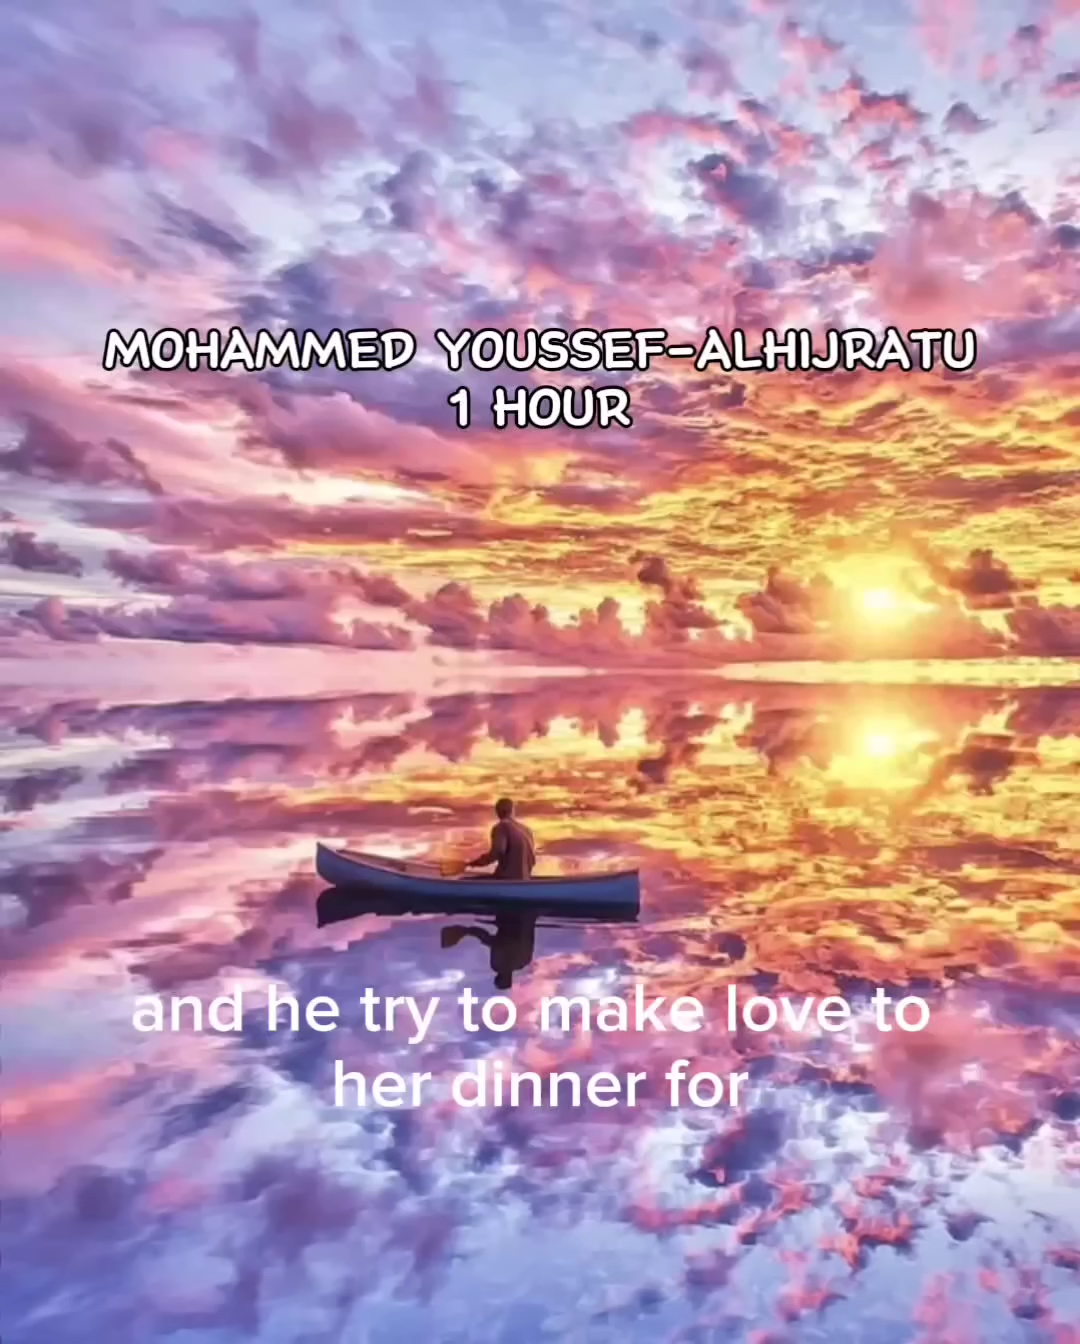 MOHAMMED YOUSSEF-ALHIJRATU
1 HOUR
and he try to make love to
her dinner for